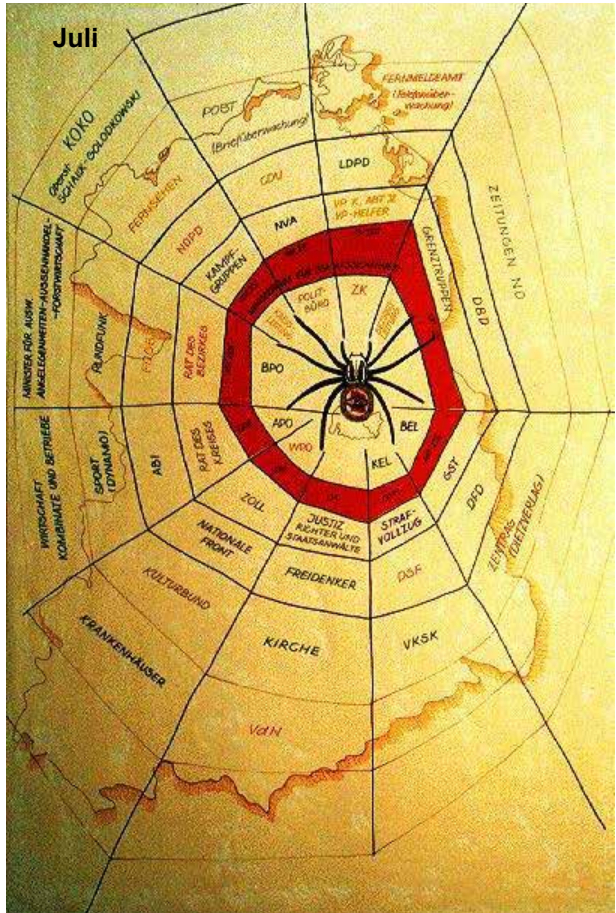 Juli
KOKO
OBERST
SCHALK-GOLODKOWSKI
POST
(Briefüberwachung)
FERNMELDEAMT
(Telefonüber-
wachung)
FERNSEHEN
CDU
LDPD
NDPD
NVA
VP K, ABT
VP-HELFER
KAMPF-
GRUPPEN
GRENZTRUPPEN
ZEITUNGEN ND
DBD
MINISTER FÜR AUSW.
ANGELEGENHEITEN-AUSSENHANDEL-
-FORSTWIRTSCHAFT
RUNDFUNK
RAT DES
BEZIRKES
POLIT-
BÜRO
ZK
BPO
APO
WPO
BEL
KEL
WIRTSCHAFT
KOMBINATE UND BETRIEBE
SPORT
(DYNAMO)
ABI
RAT DES
KREISES
ZOLL
JUSTIZ
RICHTER UND
STAATSANWÄLTE
STRAF-
VOLLZUG
GST
DFD
ZENTRAG
(DIETZVERLAG)
NATIONALE
FRONT
FREIDENKER
DSF
KULTURBUND
KIRCHE
VKSK
KRANKENHÄUSER
VdN